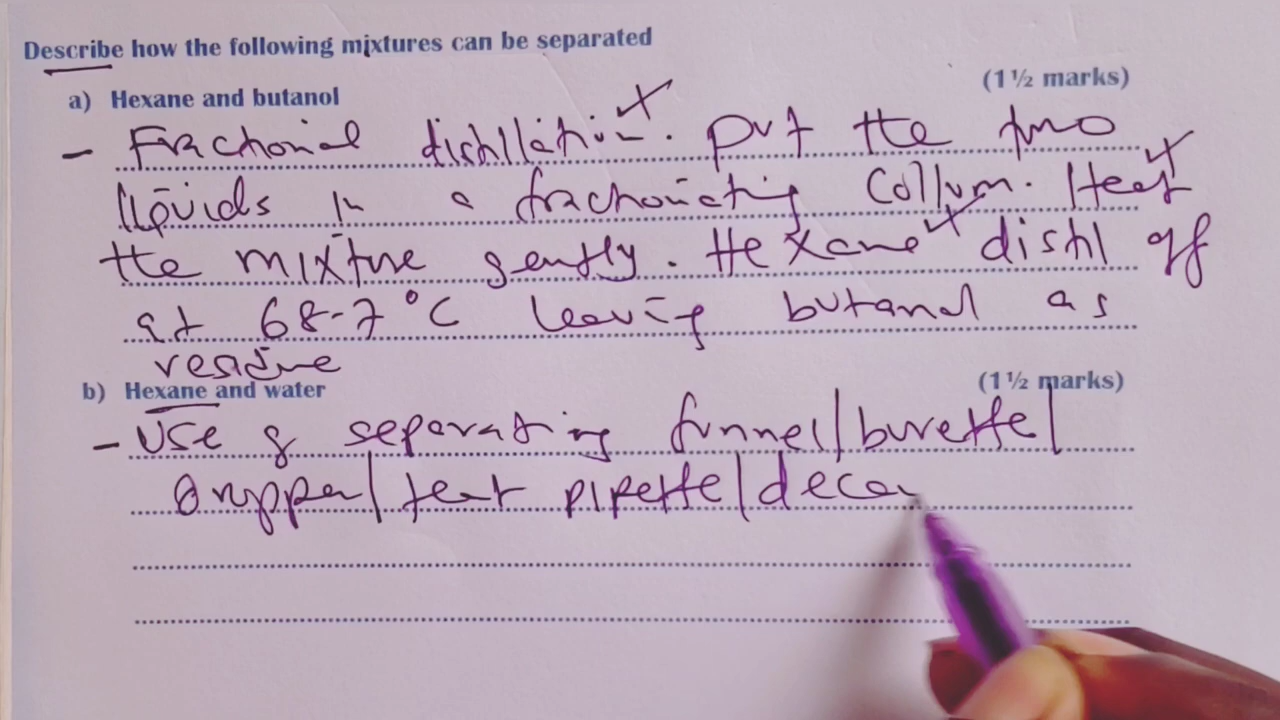 Describe how the following mixtures can be separated
a) Hexane and butanol (1½ marks)
- Fractional distillation. put the two
liquids in a fractionating Collum. Heat
the mixture gently. Hexane distil off
at 68.7°C leaving butanol as
residue
b) Hexane and water (1½ marks)
- Use of separating funnel/burette/
Dropper/teat pipette/decan